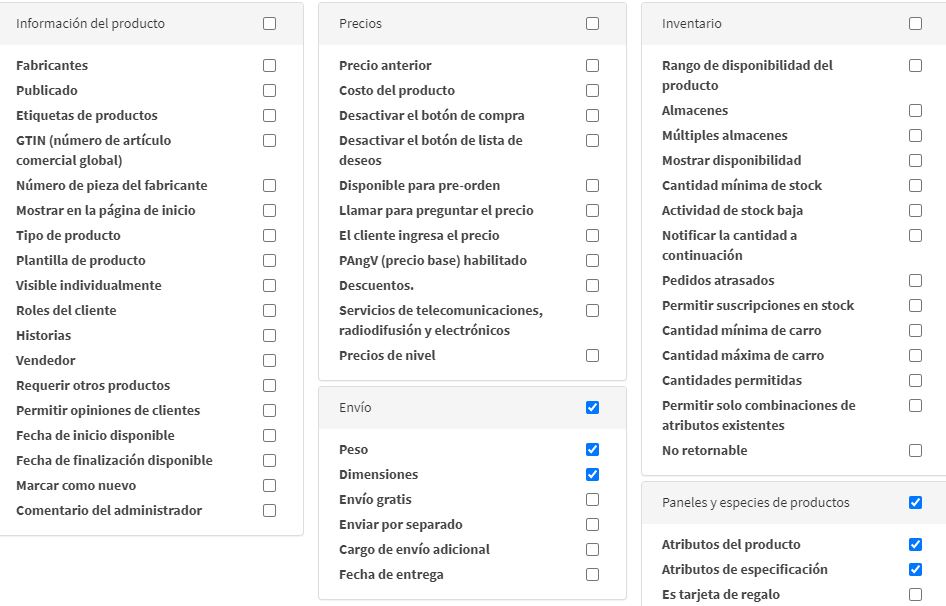 Información del producto
Fabricantes
Publicado
Etiquetas de productos
GTIN (número de artículo
comercial global)
Número de pieza del fabricante
Mostrar en la página de inicio
Tipo de producto
Plantilla de producto
Visible individualmente
Roles del cliente
Historias
Vendedor
Requerir otros productos
Permitir opiniones de clientes
Fecha de inicio disponible
Fecha de finalización disponible
Marcar como nuevo
Comentario del administrador
Precios
Precio anterior
Costo del producto
Desactivar el botón de compra
Desactivar el botón de lista de
deseos
Disponible para pre-orden
Llamar para preguntar el precio
El cliente ingresa el precio
PAngV (precio base) habilitado
Descuentos.
Servicios de telecomunicaciones,
radiodifusión y electrónicos
Precios de nivel
Envío
Peso
Dimensiones
Envío gratis
Enviar por separado
Cargo de envío adicional
Fecha de entrega
Inventario
Rango de disponibilidad del
producto
Almacenes
Múltiples almacenes
Mostrar disponibilidad
Cantidad mínima de stock
Actividad de stock baja
Notificar la cantidad a
continuación
Pedidos atrasados
Permitir suscripciones en stock
Cantidad mínima de carro
Cantidad máxima de carro
Cantidades permitidas
Permitir solo combinaciones de
atributos existentes
No retornable
Paneles y especies de productos
Atributos del producto
Atributos de especificación
Es tarjeta de regalo